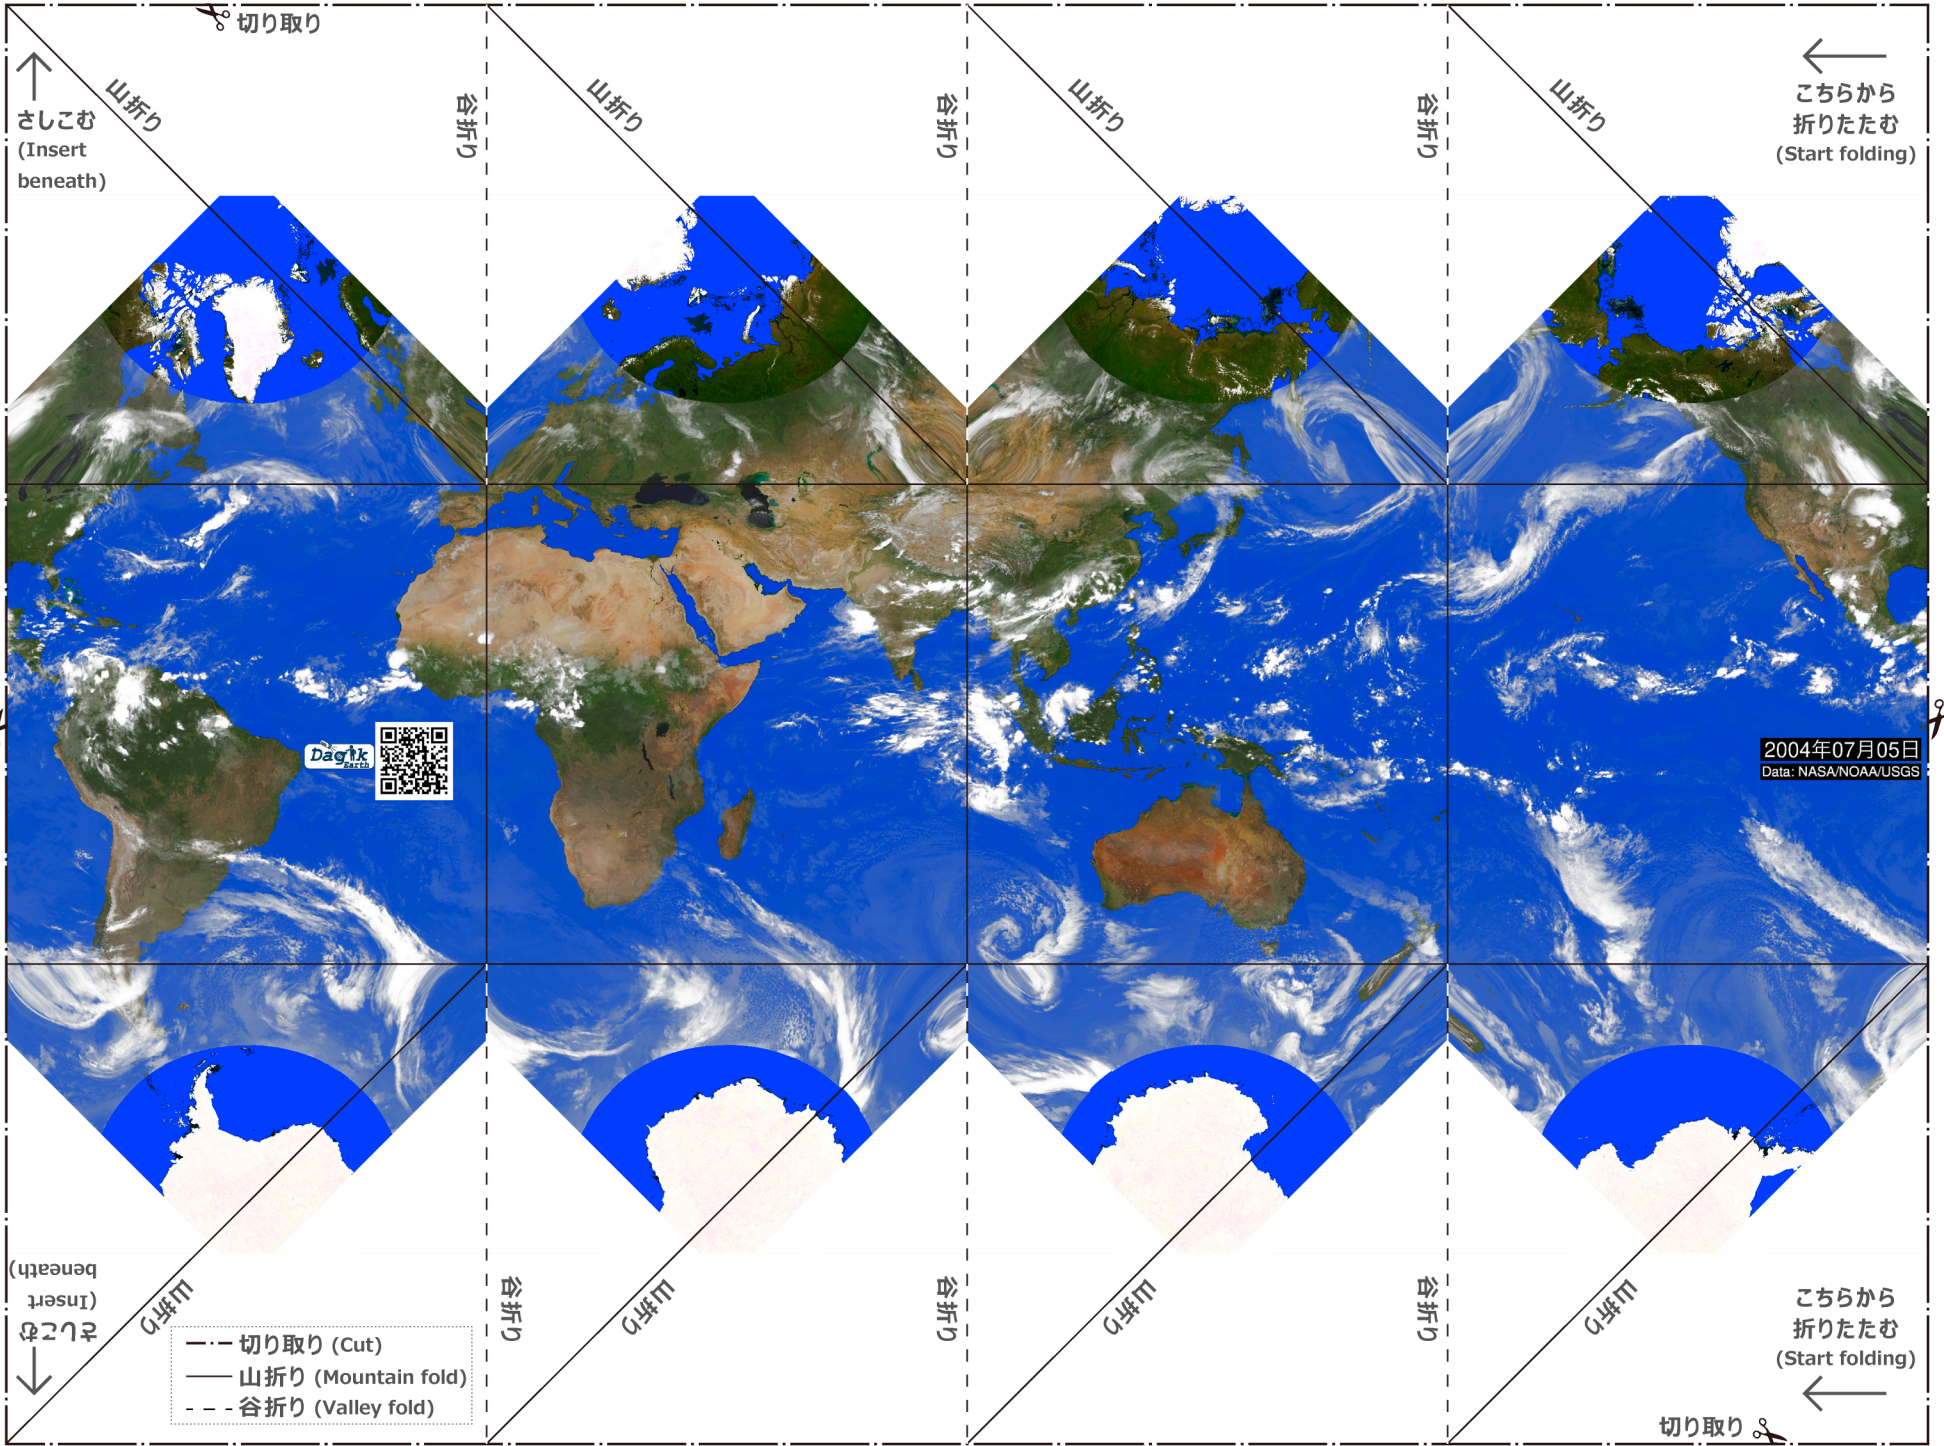 切り取り
こちらから
折りたたむ
(Start folding)
山折り
山折り
山折り
山折り
谷折り
谷折り
谷折り
さしこむ
(Insert
beneath)
Dagik
Earth
2004年07月05日
Data: NASA/NOAA/USGS
さしこむ
(Insert
beneath)
山折り
山折り
山折り
山折り
谷折り
谷折り
谷折り
切り取り (Cut)
山折り (Mountain fold)
谷折り (Valley fold)
こちらから
折りたたむ
(Start folding)
切り取り